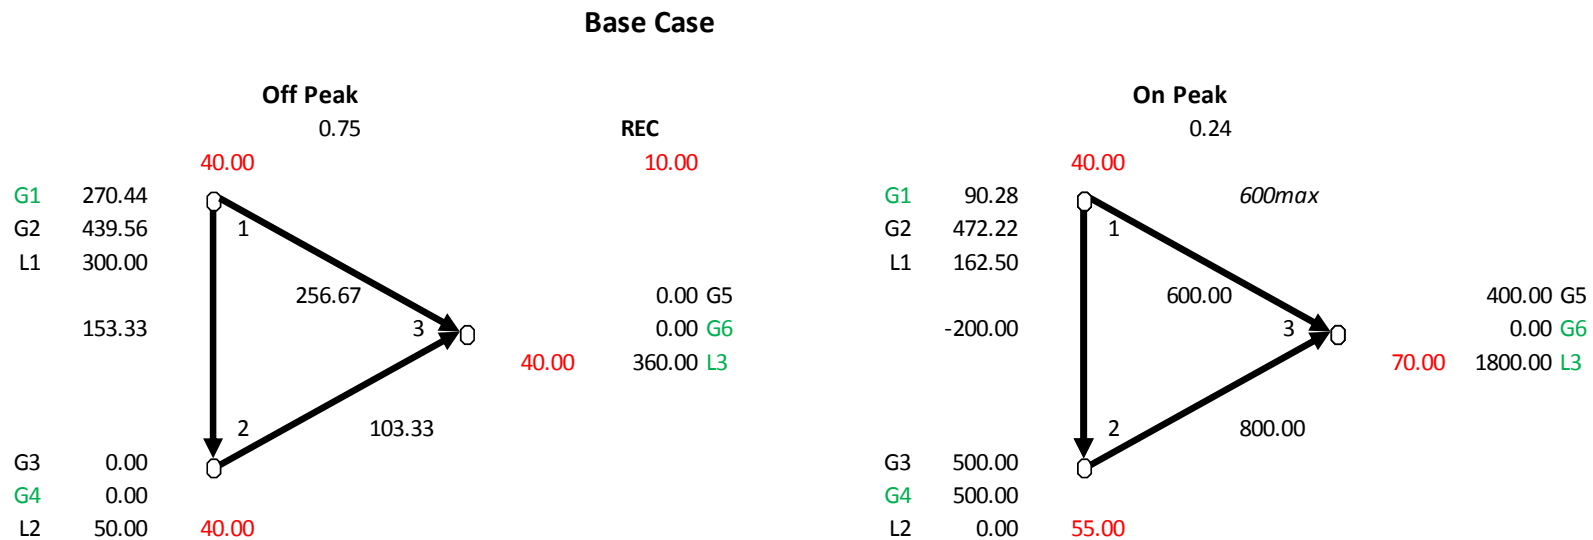 Base Case
Off Peak
0.75
REC
40.00
10.00
G1 270.44
G2 439.56
1
L1 300.00
256.67
0.00 G5
153.33
3
0.00 G6
40.00
360.00 L3
2
103.33
G3 0.00
G4 0.00
L2 50.00
40.00
On Peak
0.24
40.00
G1 90.28
600max
G2 472.22
1
L1 162.50
600.00
400.00 G5
-200.00
3
0.00 G6
70.00
1800.00 L3
2
800.00
G3 500.00
G4 500.00
L2 0.00
55.00